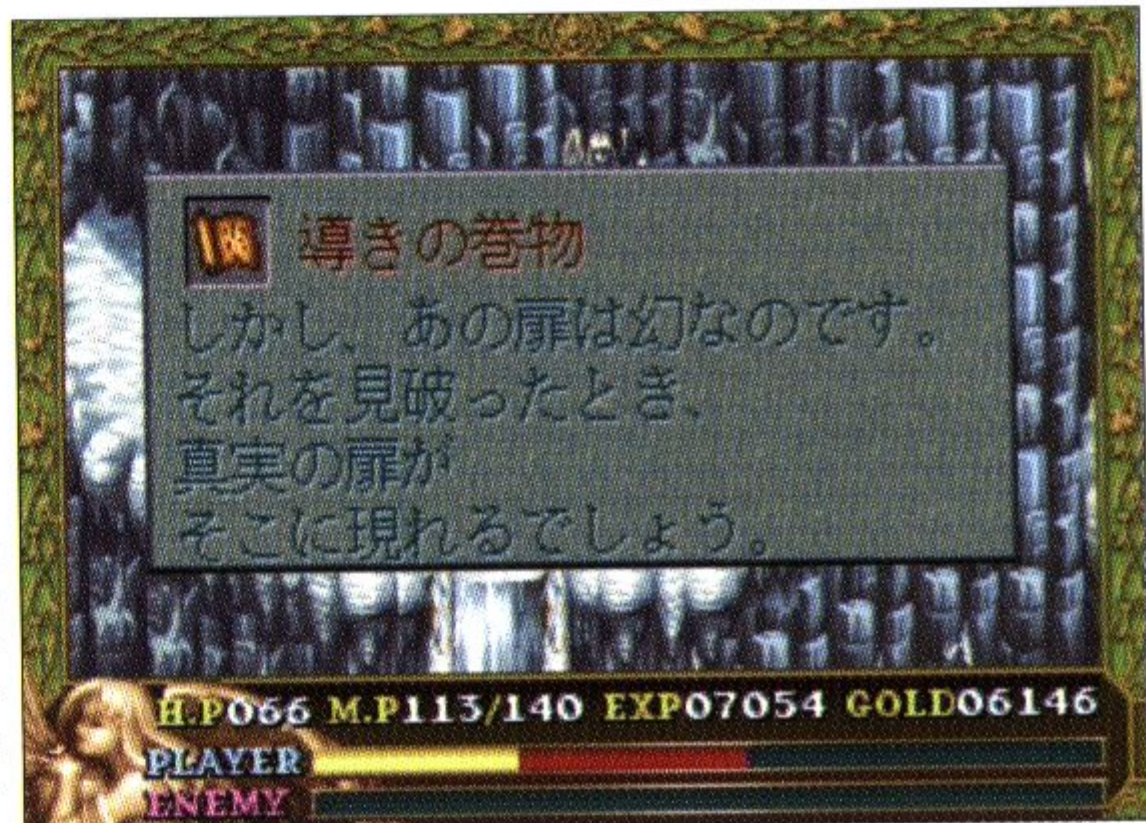 導きの巻物
しかし、あの扉は幻なのです。
それを見破ったとき、
真実の扉が
そこに現れるでしょう。
H.P066 M.P113/140 EXP07054 GOLD06146
PLAYER
ENEMY